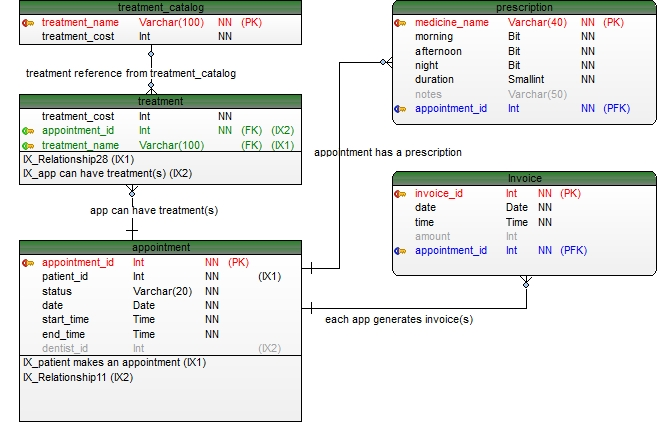 treatment_catalog
treatment_name Varchar(100) NN (PK)
treatment_cost Int NN
treatment reference from treatment_catalog
treatment
treatment_cost Int NN
appointment_id Int NN (FK) (IX2)
treatment_name Varchar(100) (FK) (IX1)
IX_Relationship28 (IX1)
IX_app can have treatment(s) (IX2)
app can have treatment(s)
appointment
appointment_id Int NN (PK)
patient_id Int NN (IX1)
status Varchar(20) NN
date Date NN
start_time Time NN
end_time Time NN
dentist_id Int (IX2)
IX_patient makes an appointment (IX1)
IX_Relationship11 (IX2)
prescription
medicine_name Varchar(40) NN (PK)
morning Bit NN
afternoon Bit NN
night Bit NN
duration Smallint NN
notes Varchar(50)
appointment_id Int NN (PFK)
appointment has a prescription
Invoice
invoice_id Int NN (PK)
date Date NN
time Time NN
amount Int
appointment_id Int NN (PFK)
each app generates invoice(s)